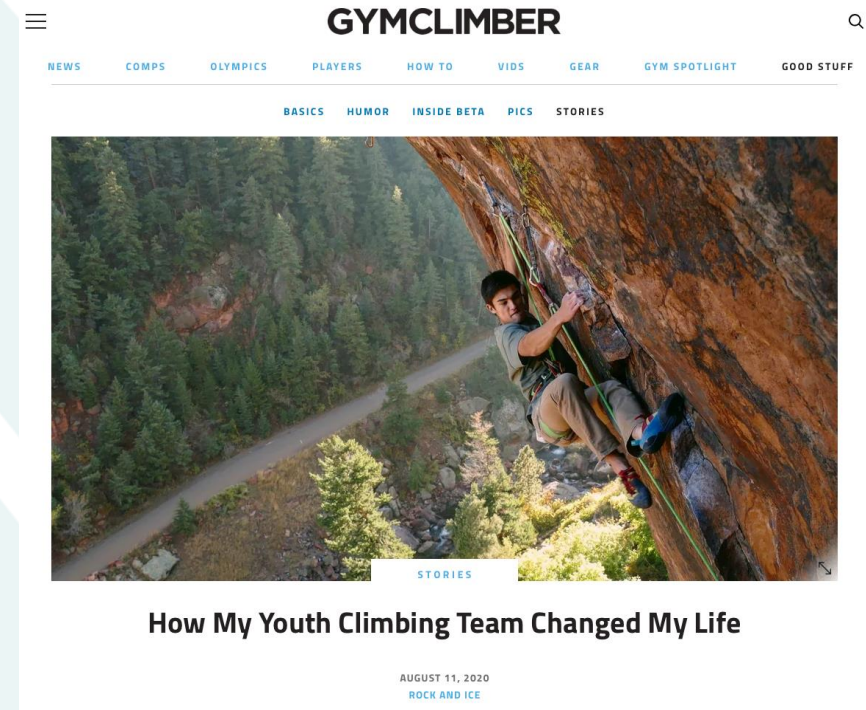 GYMCLIMBER
NEWS COMPS OLYMPICS PLAYERS HOW TO VIDS GEAR GYM SPOTLIGHT GOOD STUFF
BASICS HUMOR INSIDE BETA PICS STORIES
STORIES
How My Youth Climbing Team Changed My Life
AUGUST 11, 2020
ROCK AND ICE